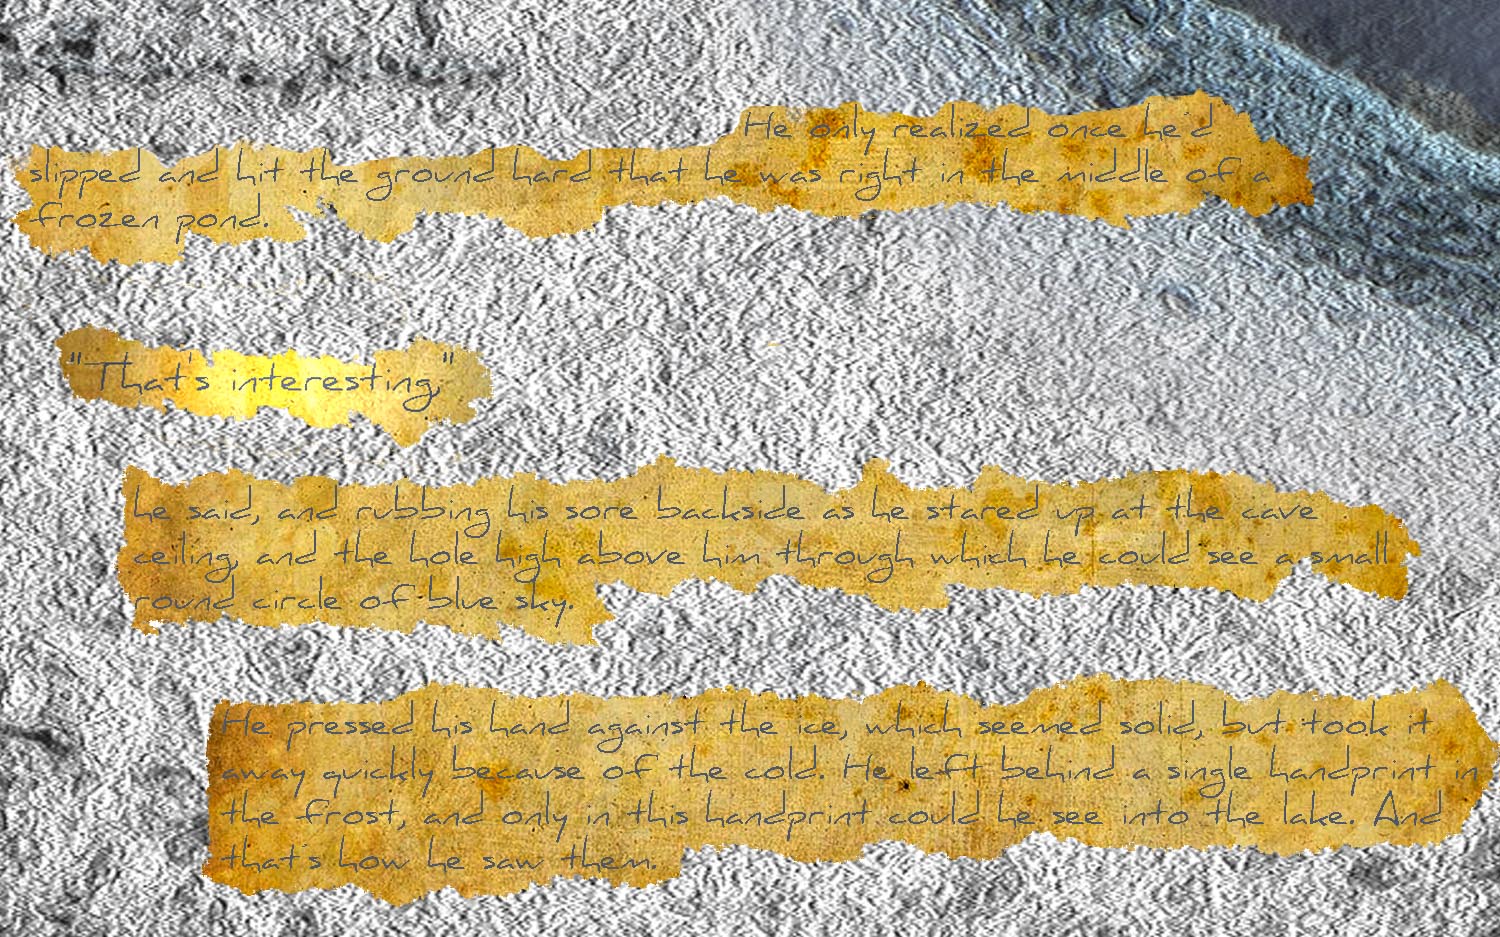 He only realized once he'd
slipped and hit the ground hard that he was right in the middle of a
frozen pond.
"That's interesting,"
he said, and rubbing his sore backside as he stared up at the cave
ceiling, and the hole high above him through which he could see a small
round circle of blue sky.
He pressed his hand against the ice, which seemed solid, but took it
away quickly because of the cold. He left behind a single handprint in
the frost, and only in this handprint could he see into the lake. And
that's how he saw them.